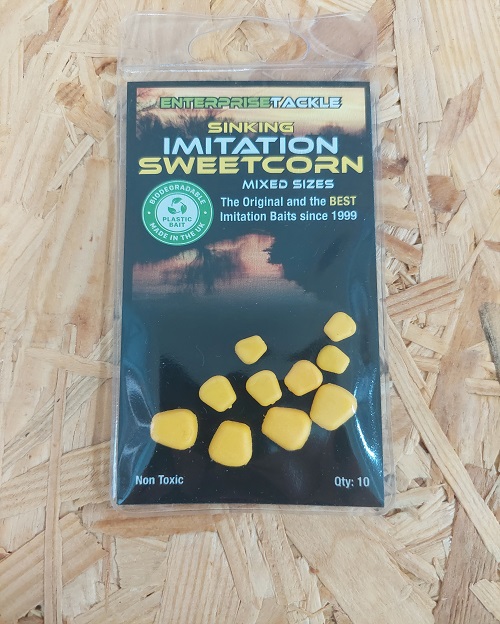 ENTERPRISETACKLE
SINKING
IMITATION
SWEETCORN
MIXED SIZES
BIODEGRADABLE
PLASTIC
BAIT
MADE IN THE UK
The Original and the BEST
Imitation Baits since 1999
Non Toxic
Qty: 10